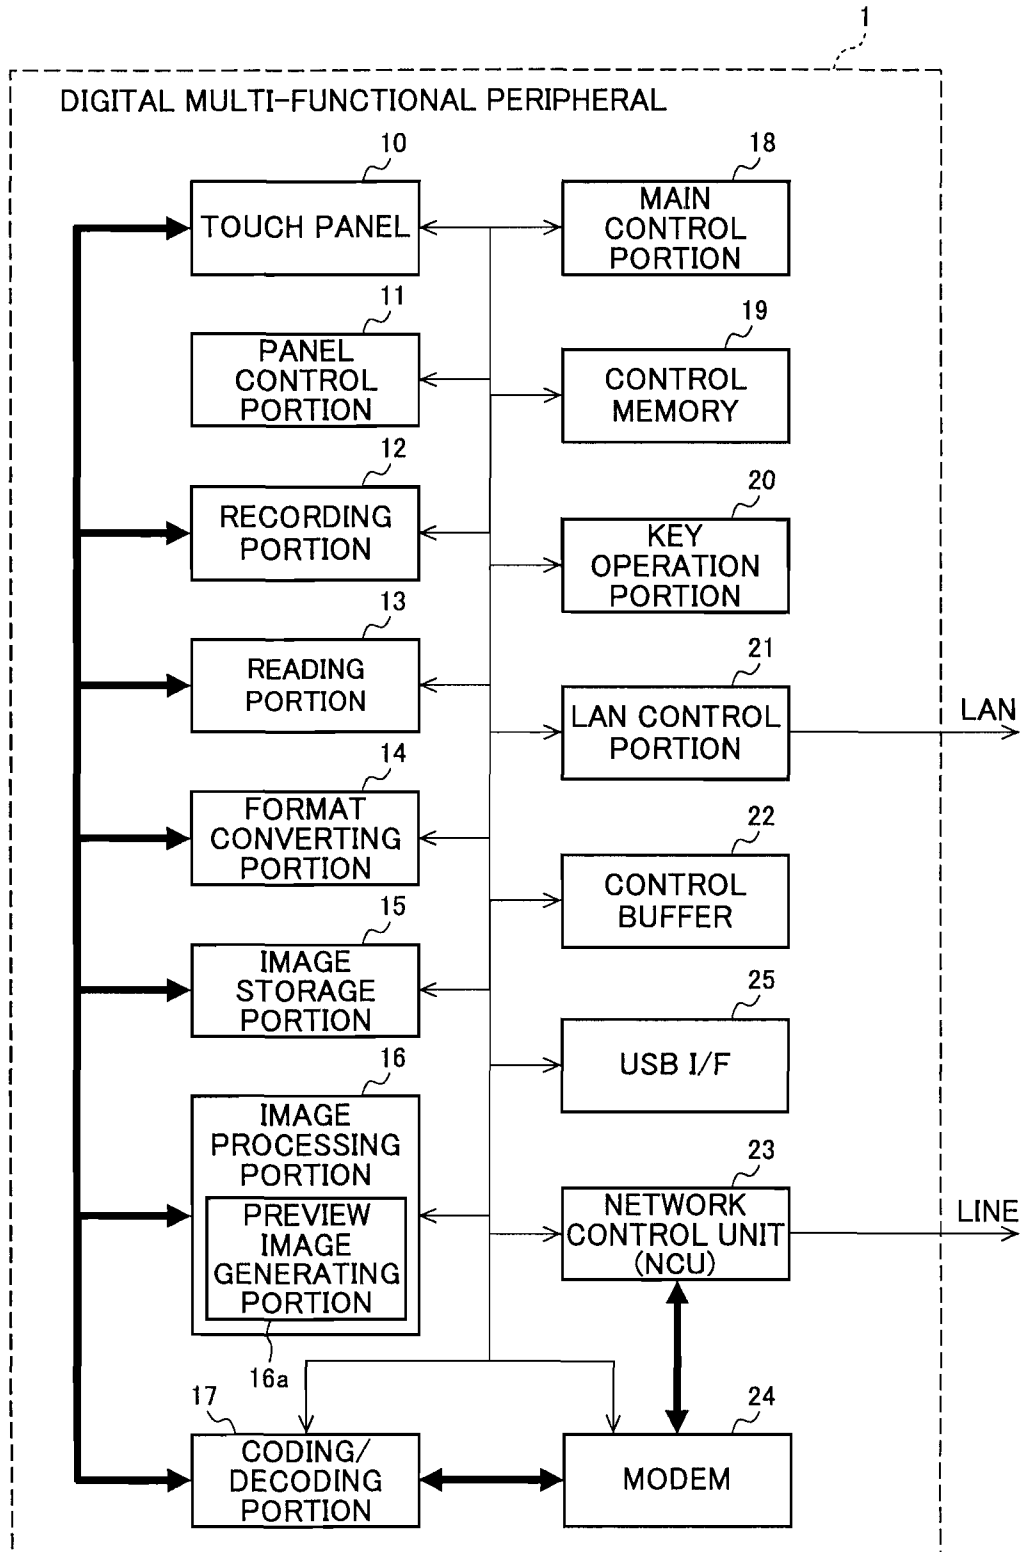 1
DIGITAL MULTI-FUNCTIONAL PERIPHERAL
10
TOUCH PANEL
11
PANEL
CONTROL
PORTION
12
RECORDING
PORTION
13
READING
PORTION
14
FORMAT
CONVERTING
PORTION
15
IMAGE
STORAGE
PORTION
16
IMAGE
PROCESSING
PORTION
PREVIEW
IMAGE
GENERATING
PORTION
16a
17
CODING/
DECODING
PORTION
18
MAIN
CONTROL
PORTION
19
CONTROL
MEMORY
20
KEY
OPERATION
PORTION
21
LAN CONTROL
PORTION
LAN
22
CONTROL
BUFFER
25
USB I/F
23
NETWORK
CONTROL UNIT
(NCU)
LINE
24
MODEM